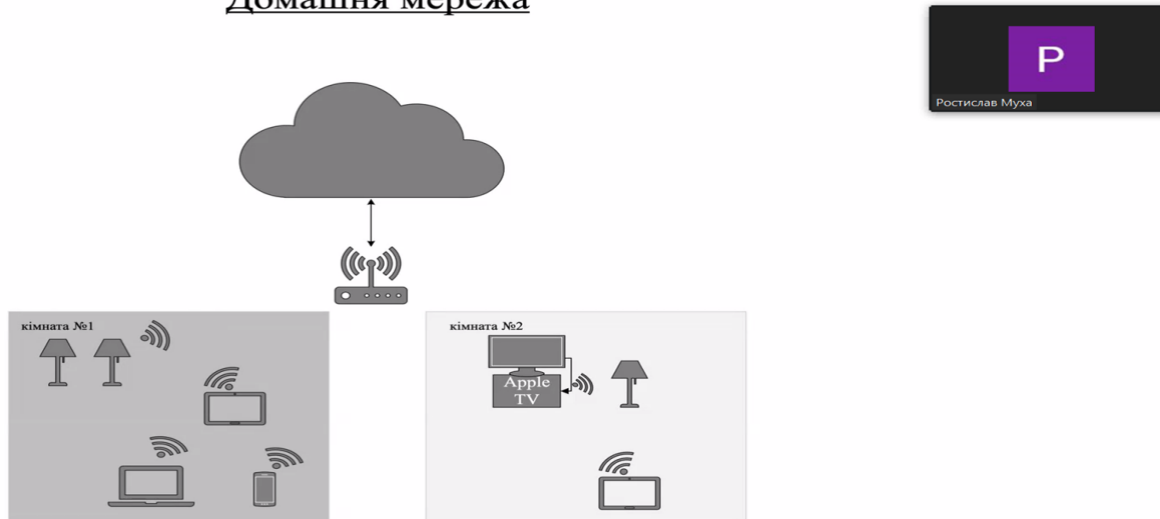 Домашня мережа
P
Ростислав Муха
кімната №1
кімната №2
Apple
TV